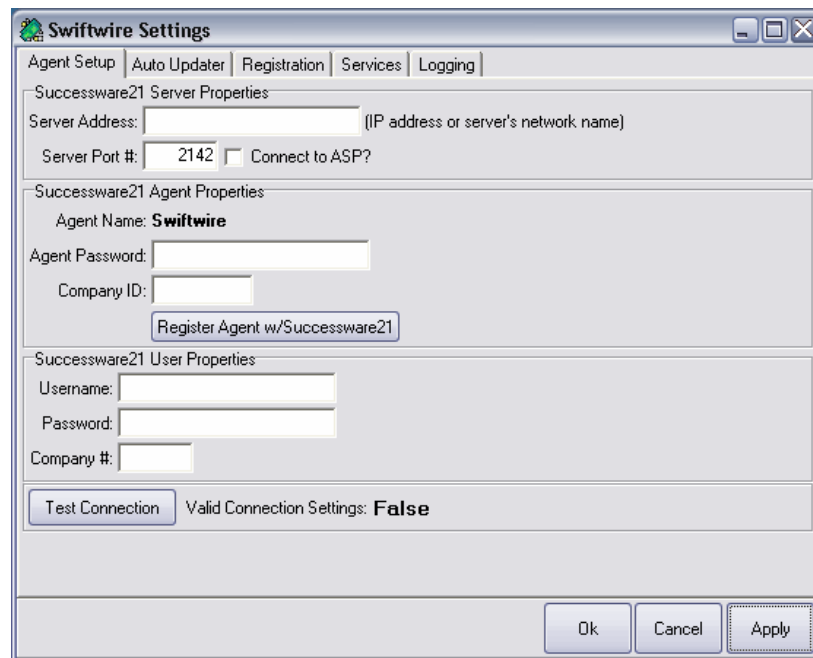 Swiftwire Settings
Agent Setup Auto Updater Registration Services Logging
Successware21 Server Properties
Server Address: (IP address or server's network name)
Server Port #: 2142 Connect to ASP?
Successware21 Agent Properties
Agent Name: Swiftwire
Agent Password:
Company ID:
Register Agent w/Successware21
Successware21 User Properties
Username:
Password:
Company #:
Test Connection Valid Connection Settings: False
Ok Cancel Apply